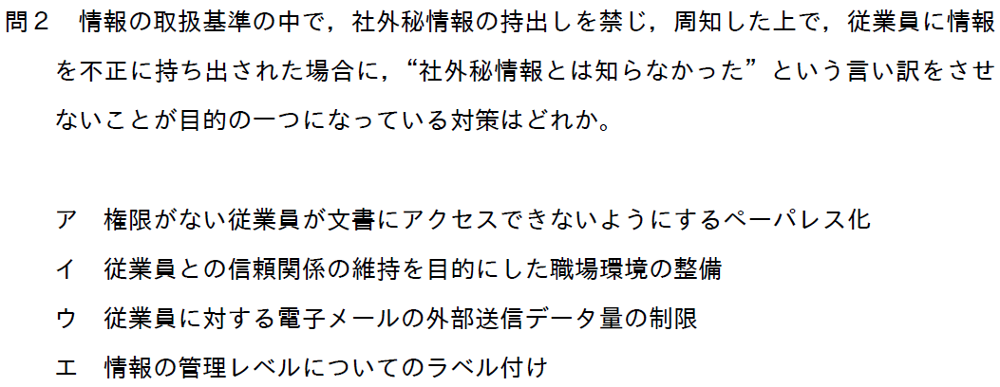 問２　情報の取扱基準の中で，社外秘情報の持出しを禁じ，周知した上で，従業員に情報
を不正に持ち出された場合に，“社外秘情報とは知らなかった”という言い訳をさせ
ないことが目的の一つになっている対策はどれか。
ア　権限がない従業員が文書にアクセスできないようにするペーパレス化
イ　従業員との信頼関係の維持を目的にした職場環境の整備
ウ　従業員に対する電子メールの外部送信データ量の制限
エ　情報の管理レベルについてのラベル付け